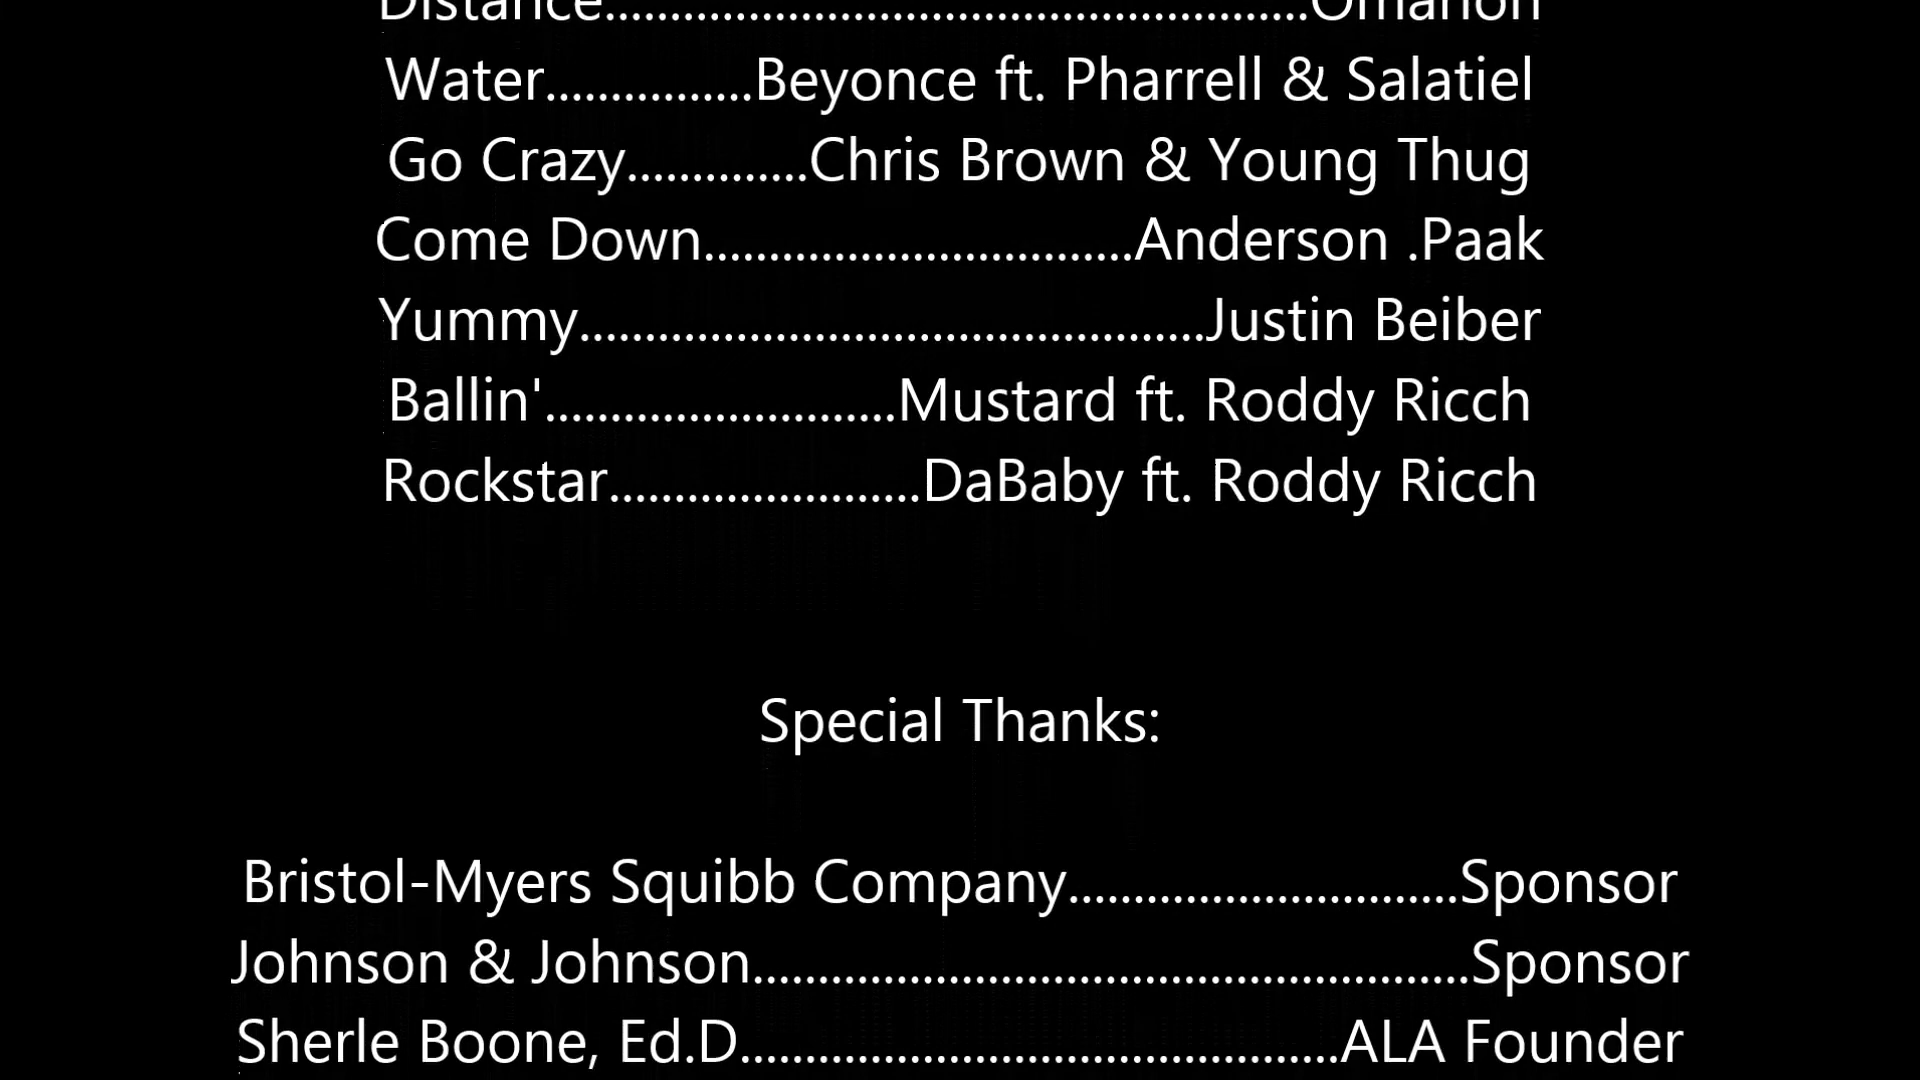 Distance......................................................Omarion
Water................Beyonce ft. Pharrell & Salatiel
Go Crazy..............Chris Brown & Young Thug
Come Down.................................Anderson .Paak
Yummy................................................Justin Beiber
Ballin'...........................Mustard ft. Roddy Ricch
Rockstar........................DaBaby ft. Roddy Ricch
Special Thanks:
Bristol-Myers Squibb Company..............................Sponsor
Johnson & Johnson.......................................................Sponsor
Sherle Boone, Ed.D..............................................ALA Founder